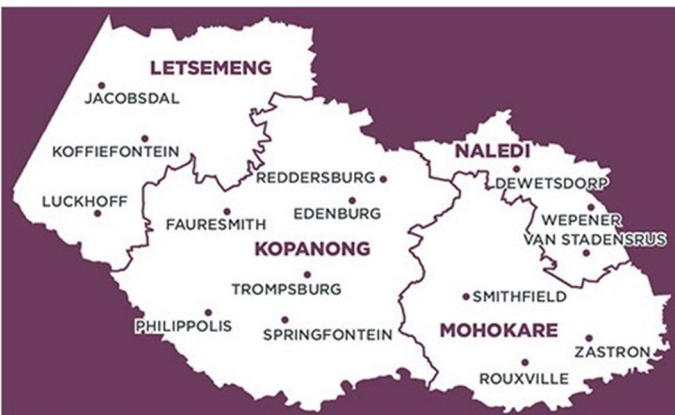 LETSEMENG
JACOBSDAL
KOFFIEFONTEIN
LUCKHOFF
NALEDI
DEWETSDORP
WEPENER
VAN STADENSRUS
REDDERSBURG
EDENBURG
FAURESMITH
KOPANONG
TROMPSBURG
PHILIPPOLIS
SPRINGFONTEIN
SMITHFIELD
MOHOKARE
ZASTRON
ROUXVILLE